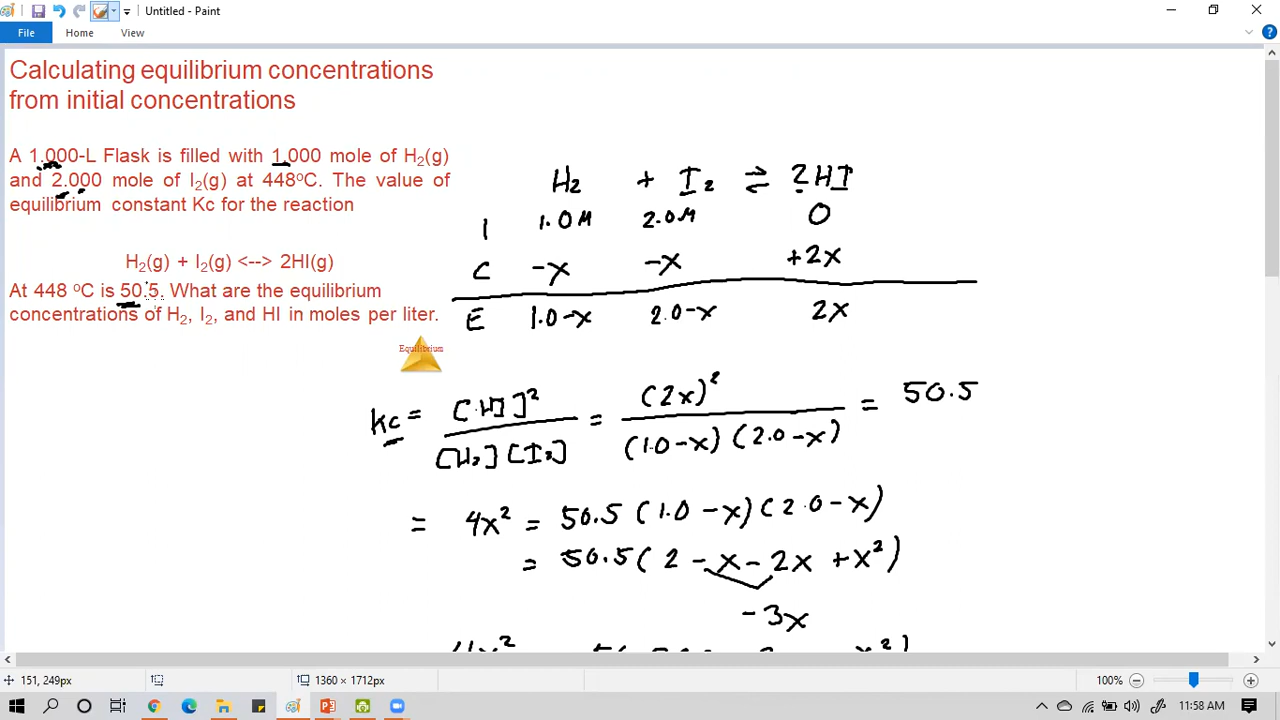 Untitled - Paint
File Home View
Calculating equilibrium concentrations
from initial concentrations
A 1.000-L Flask is filled with 1.000 mole of H₂(g)
and 2.000 mole of I₂(g) at 448°C. The value of
equilibrium constant Kc for the reaction
H₂(g) + I₂(g) <--> 2HI(g)
At 448 °C is 50.5. What are the equilibrium
concentrations of H₂, I₂, and HI in moles per liter.
Equilibrium
H₂ + I₂ ⇌ 2HI
I 1.0M 2.0M 0
C -x -x +2x
E 1.0-x 2.0-x 2x
Kc = [HI]² / [H₂][I₂] = (2x)² / (1.0-x)(2.0-x) = 50.5
= 4x² = 50.5 (1.0-x)(2.0-x)
= 50.5 (2 - x - 2x + x²)
-3x
4x²
x²)
151, 249px
1360 × 1712px
100%
11:58 AM